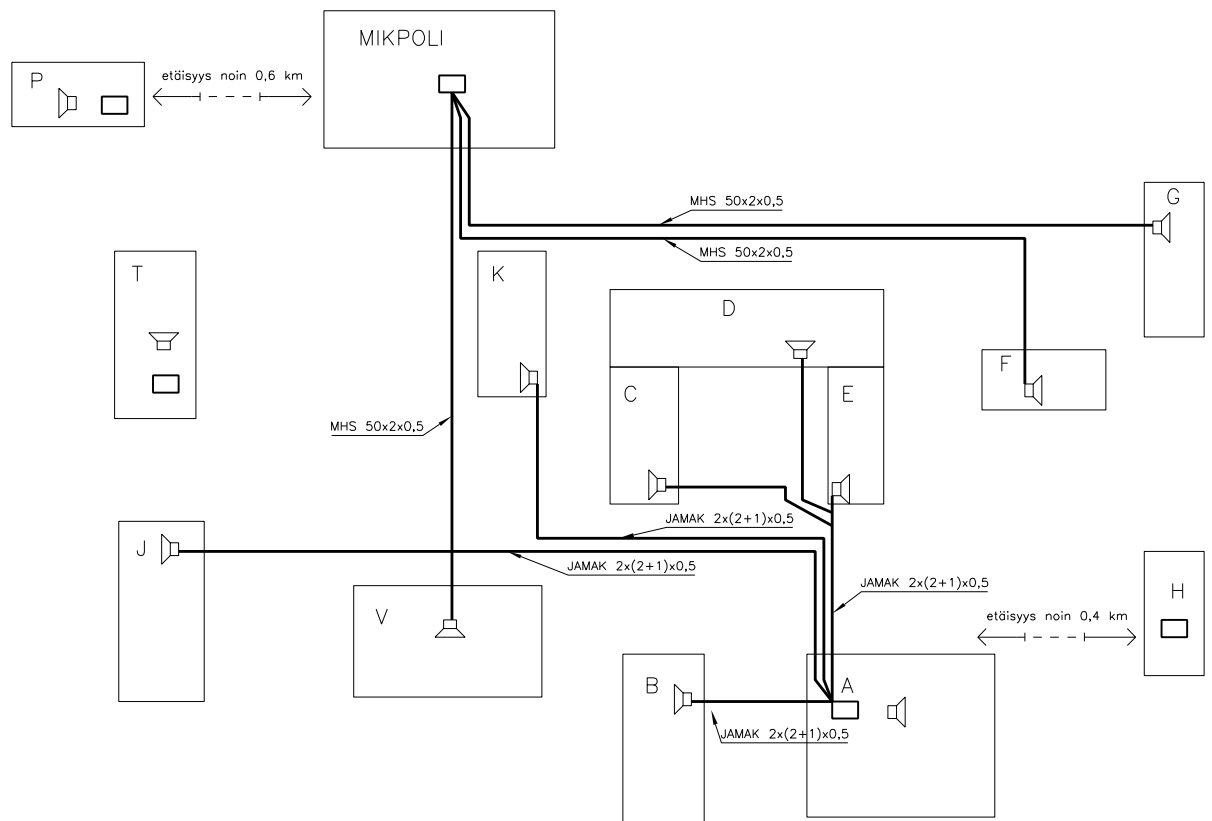 MIKPOLI
P
etäisyys noin 0,6 km
MHS 50x2x0,5
G
MHS 50x2x0,5
T
K
D
F
C
E
MHS 50x2x0,5
JAMAK 2x(2+1)x0,5
J
JAMAK 2x(2+1)x0,5
JAMAK 2x(2+1)x0,5
H
V
etäisyys noin 0,4 km
B
A
JAMAK 2x(2+1)x0,5